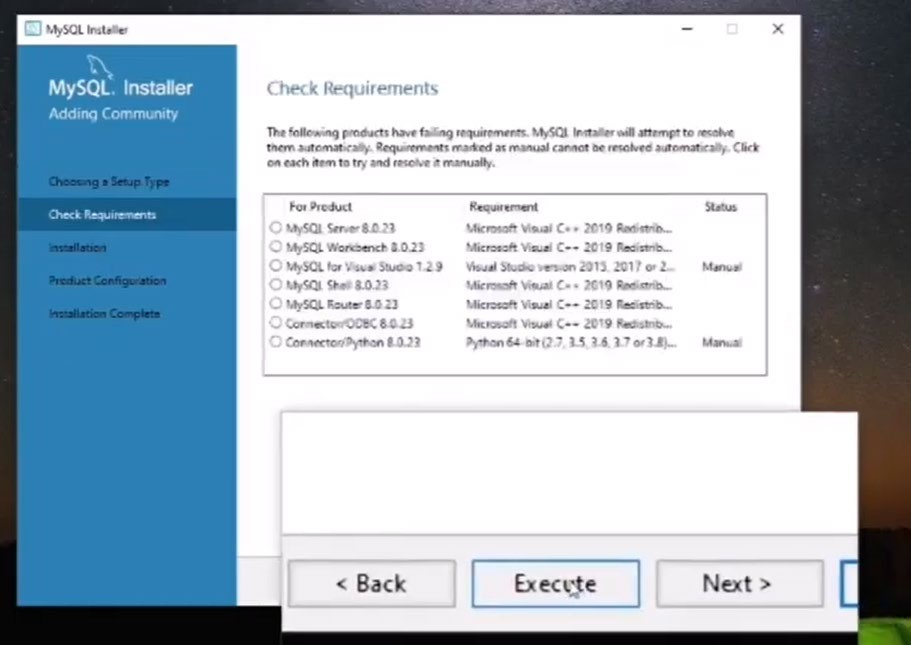 MySQL Installer
MySQL. Installer
Adding Community
Choosing a Setup Type
Check Requirements
Installation
Product Configuration
Installation Complete
Check Requirements
The following products have failing requirements. MySQL Installer will attempt to resolve
them automatically. Requirements marked as manual cannot be resolved automatically. Click
on each item to try and resolve it manually.
For Product Requirement Status
MySQL Server 8.0.23 Microsoft Visual C++ 2019 Redistrib...
MySQL Workbench 8.0.23 Microsoft Visual C++ 2019 Redistrib...
MySQL for Visual Studio 1.2.9 Visual Studio version 2015, 2017 or 2... Manual
MySQL Shell 8.0.23 Microsoft Visual C++ 2019 Redistrib...
MySQL Router 8.0.23 Microsoft Visual C++ 2019 Redistrib...
Connector/ODBC 8.0.23 Microsoft Visual C++ 2019 Redistrib...
Connector/Python 8.0.23 Python 64-bit (2.7, 3.5, 3.6, 3.7 or 3.8)... Manual
< Back Execute Next >